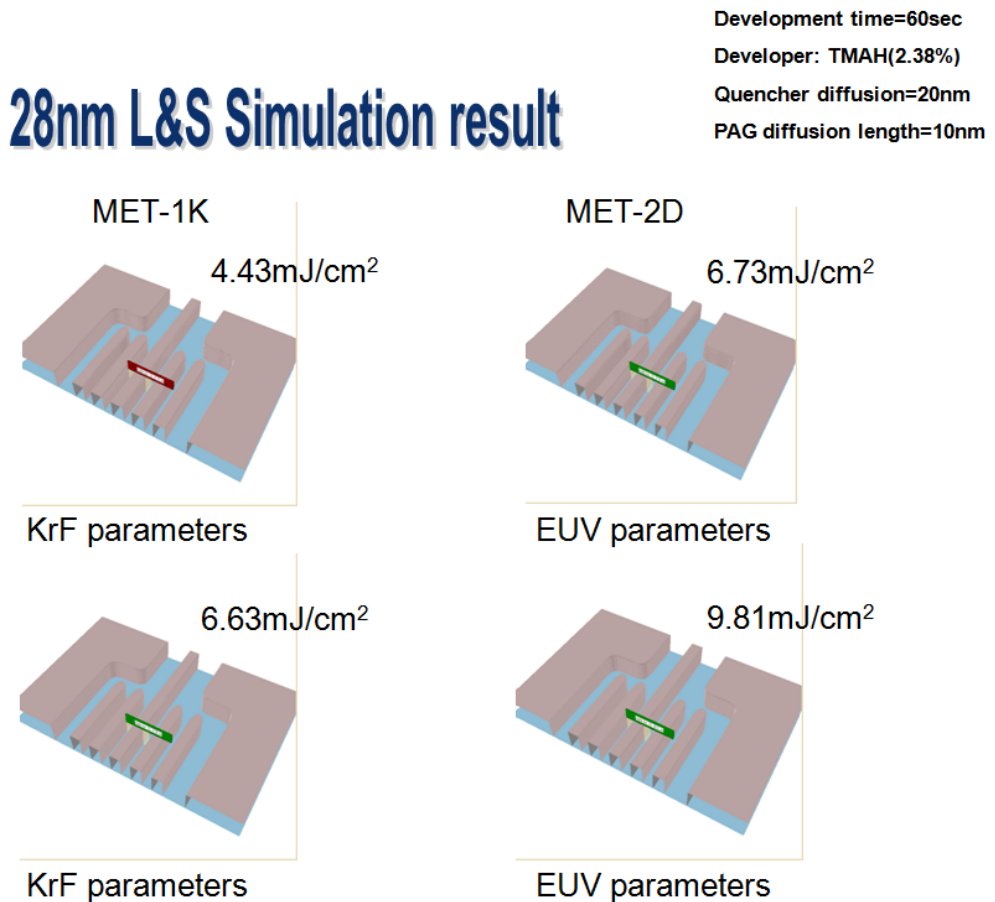 Development time=60sec
Developer: TMAH(2.38%)
Quencher diffusion=20nm
PAG diffusion length=10nm
28nm L&S Simulation result
MET-1K
MET-2D
4.43mJ/cm²
6.73mJ/cm²
KrF parameters
EUV parameters
6.63mJ/cm²
9.81mJ/cm²
KrF parameters
EUV parameters